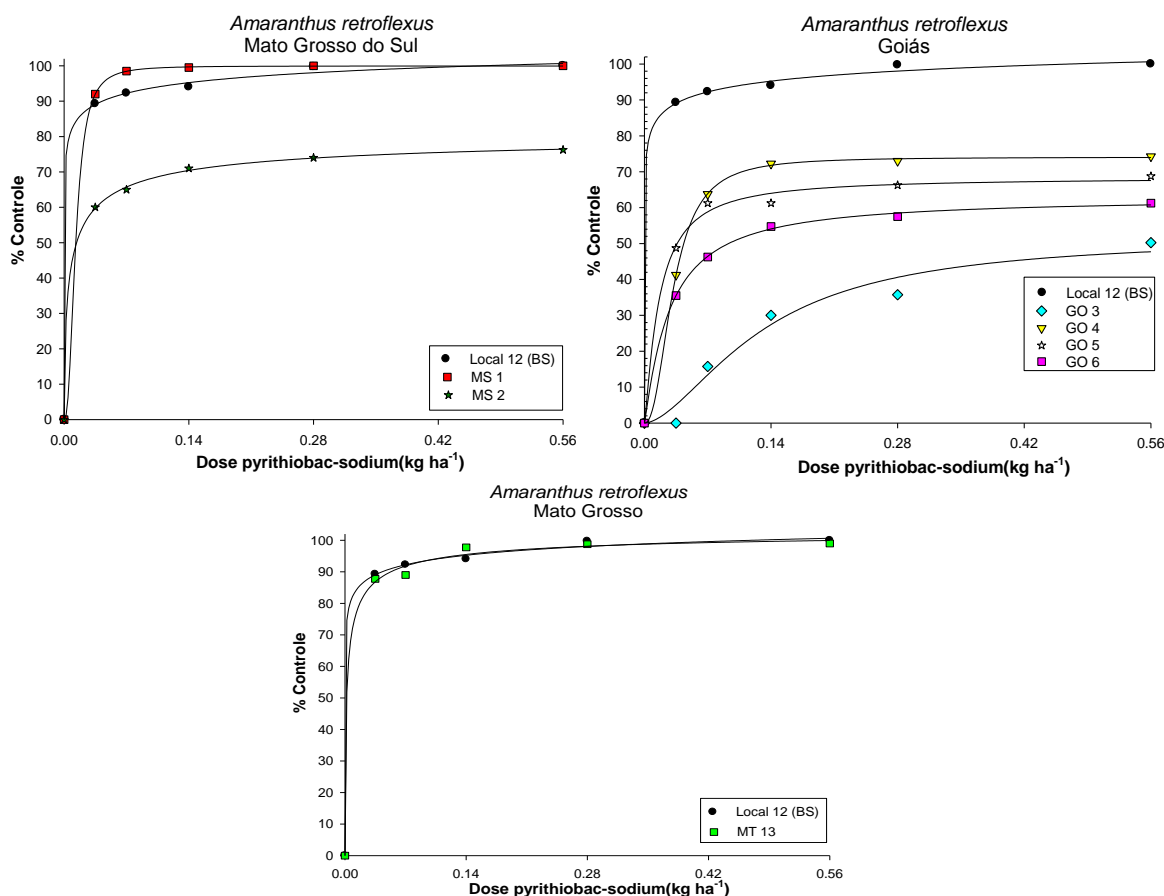 Amaranthus retroflexus
Mato Grosso do Sul
% Controle
100
90
80
70
60
50
40
30
20
10
0
Local 12 (BS)
MS 1
MS 2
0.00 0.14 0.28 0.42 0.56
Dose pyrithiobac-sodium(kg ha-1)
Amaranthus retroflexus
Goiás
% Controle
100
90
80
70
60
50
40
30
20
10
0
Local 12 (BS)
GO 3
GO 4
GO 5
GO 6
0.00 0.14 0.28 0.42 0.56
Dose pyrithiobac-sodium(kg ha-1)
Amaranthus retroflexus
Mato Grosso
% Controle
100
90
80
70
60
50
40
30
20
10
0
Local 12 (BS)
MT 13
0.00 0.14 0.28 0.42 0.56
Dose pyrithiobac-sodium(kg ha-1)